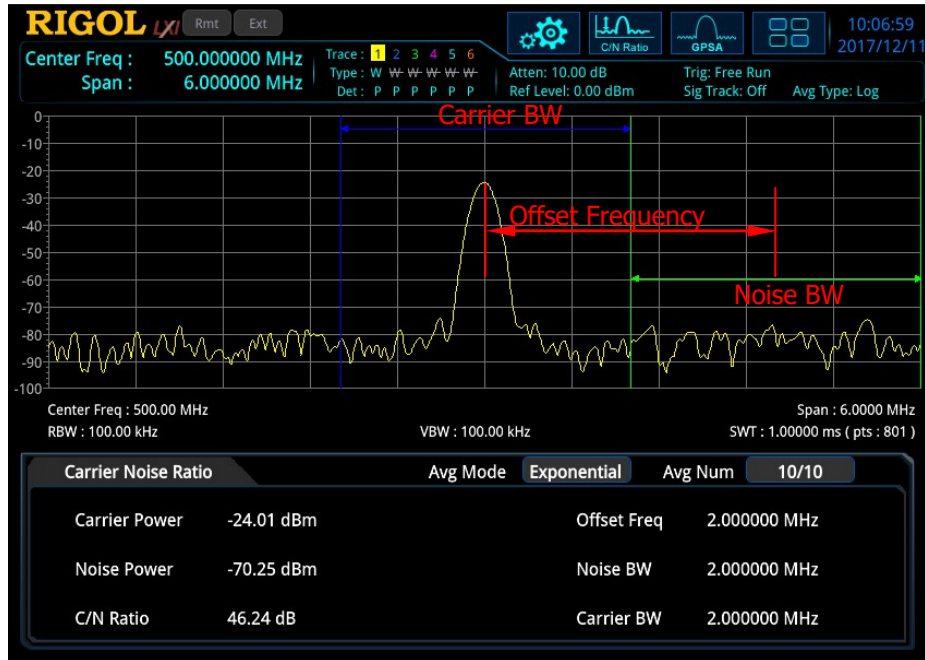 RIGOL LXI Rmt Ext
C/N Ratio GPSA 10:06:59
2017/12/11
Center Freq : 500.000000 MHz
Span : 6.000000 MHz
Trace : 1 2 3 4 5 6
Type : W W W W W W
Det : P P P P P P
Atten: 10.00 dB Trig: Free Run
Ref Level: 0.00 dBm Sig Track: Off Avg Type: Log
Carrier BW
0
-10
-20
-30
Offset Frequency
-40
-50
-60
Noise BW
-70
-80
-90
-100
Center Freq : 500.00 MHz Span : 6.0000 MHz
RBW : 100.00 kHz VBW : 100.00 kHz SWT : 1.00000 ms ( pts : 801 )
Carrier Noise Ratio Avg Mode Exponential Avg Num 10/10
Carrier Power -24.01 dBm Offset Freq 2.000000 MHz
Noise Power -70.25 dBm Noise BW 2.000000 MHz
C/N Ratio 46.24 dB Carrier BW 2.000000 MHz